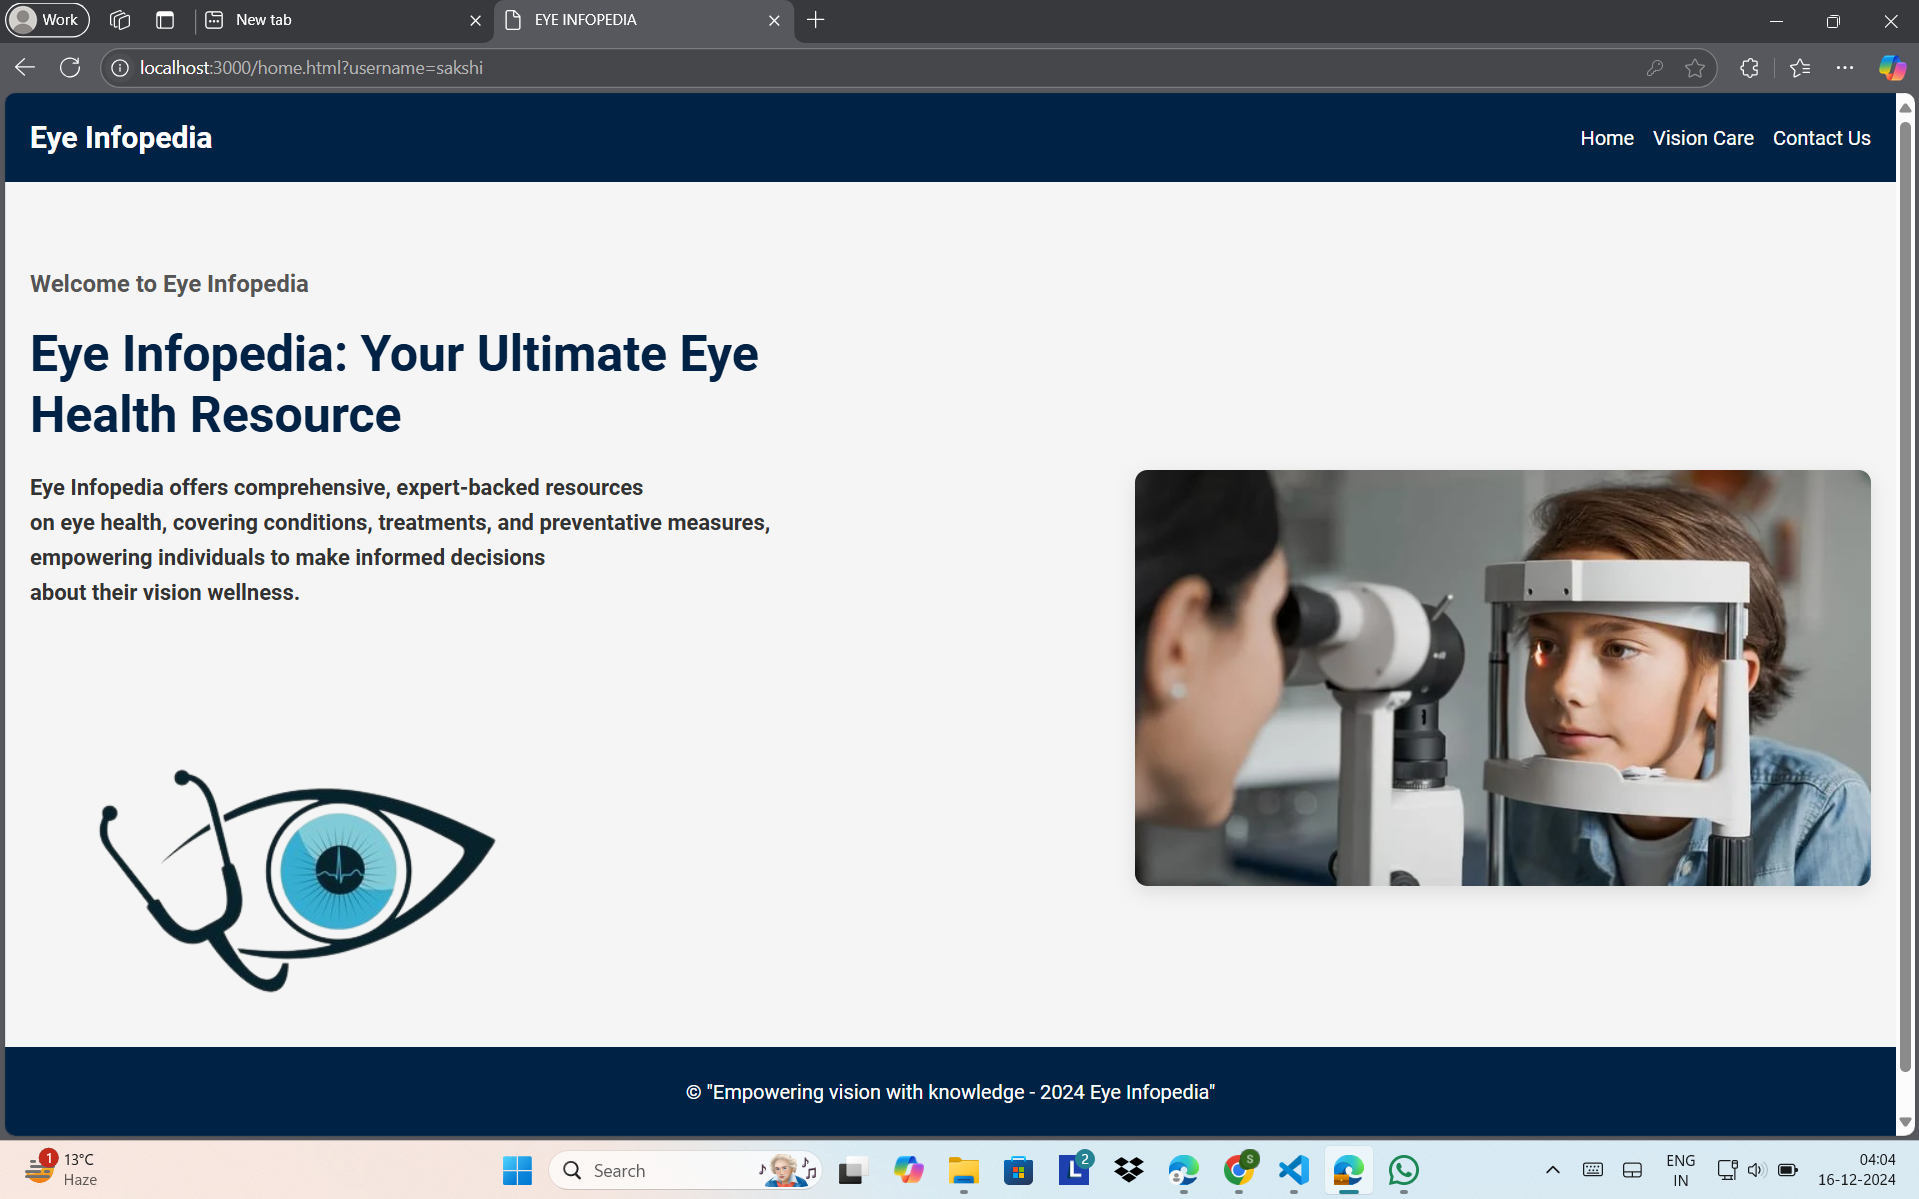 Work
New tab
EYE INFOPEDIA
localhost:3000/home.html?username=sakshi
Eye Infopedia
Home Vision Care Contact Us
Welcome to Eye Infopedia
Eye Infopedia: Your Ultimate Eye
Health Resource
Eye Infopedia offers comprehensive, expert-backed resources
on eye health, covering conditions, treatments, and preventative measures,
empowering individuals to make informed decisions
about their vision wellness.
© "Empowering vision with knowledge - 2024 Eye Infopedia"
1
13°C
Haze
Search
L
2
S
ENG
IN
04:04
16-12-2024